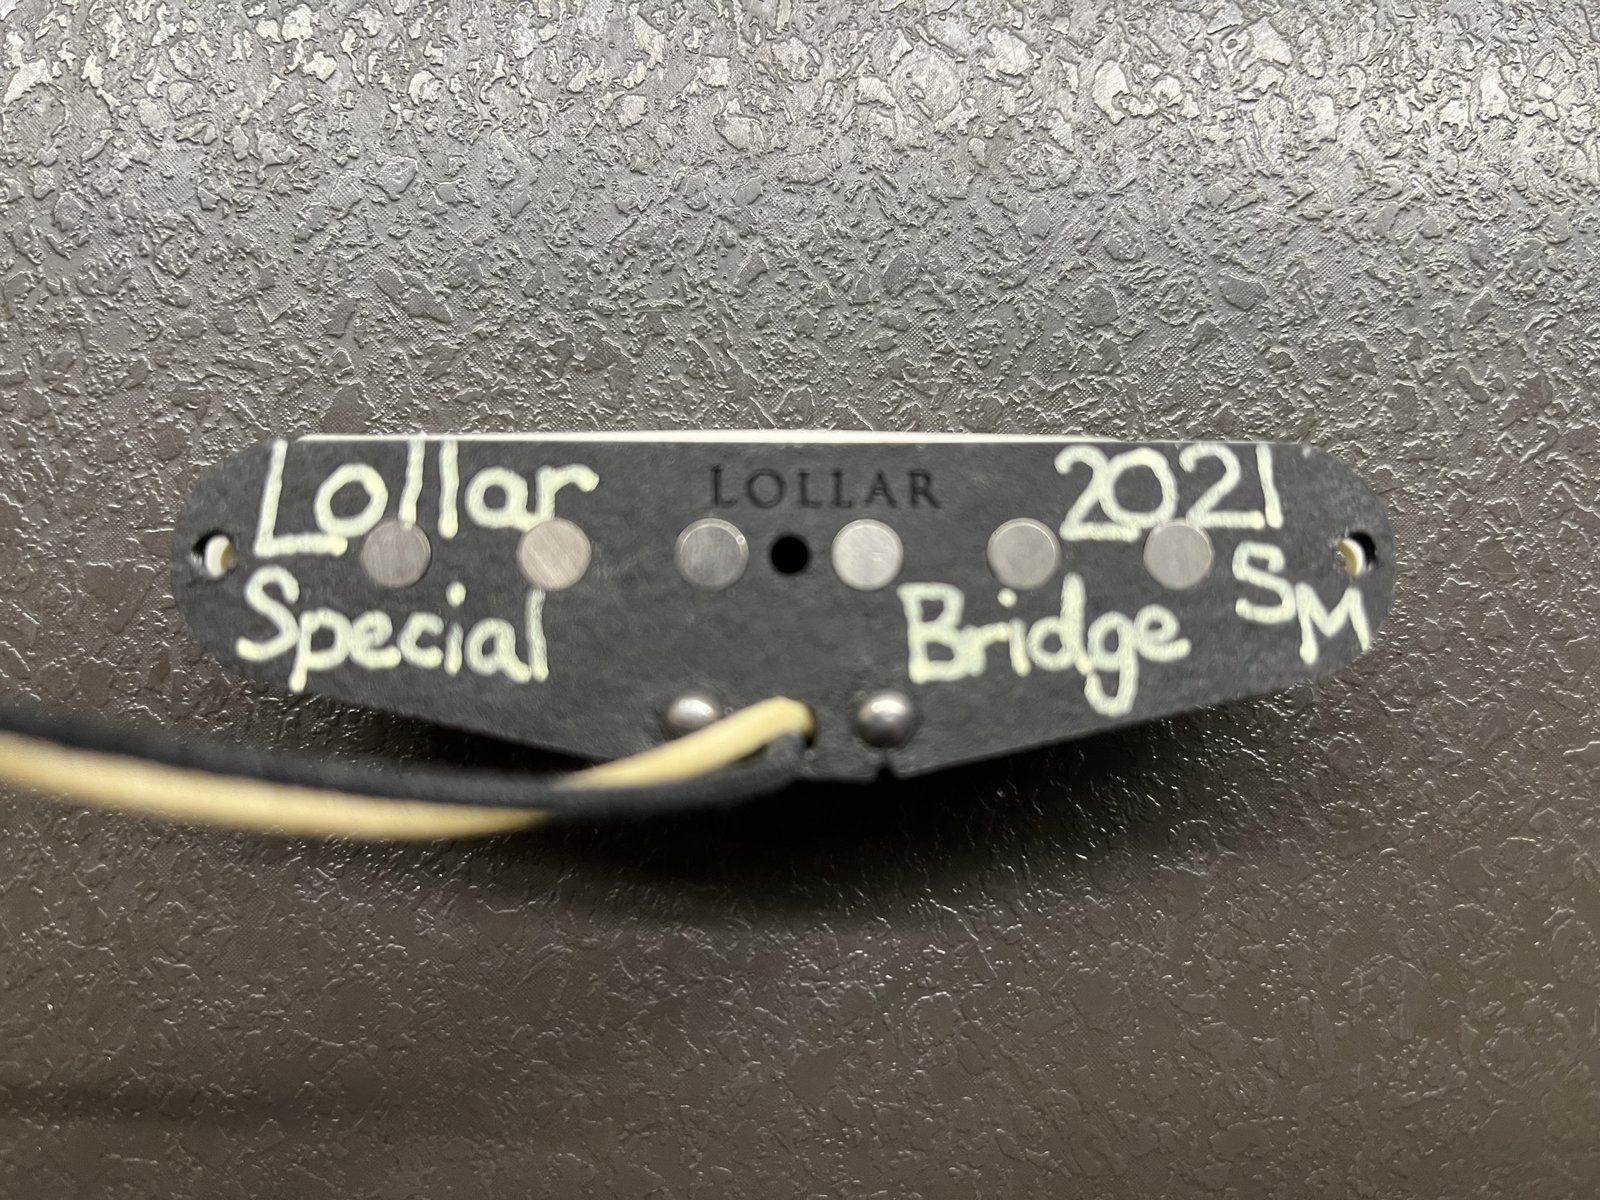 Lollar
LOLLAR
2021
Special
Bridge
SM